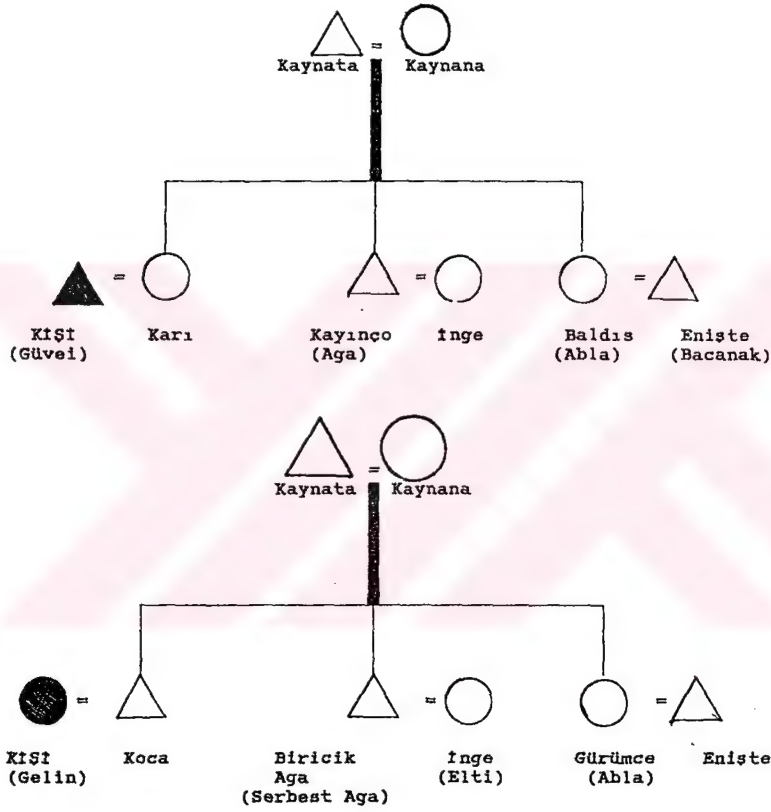 Kaynata = Kaynana
= = =
KİŞİ Karı Kayınço İnge Baldıs Enişte
(Güvei) (Aga) (Abla) (Bacanak)
Kaynata = Kaynana
= = =
KİŞİ Koca Biricik İnge Gürümce Enişte
(Gelin) Aga (Elti) (Abla)
(Serbest Aga)